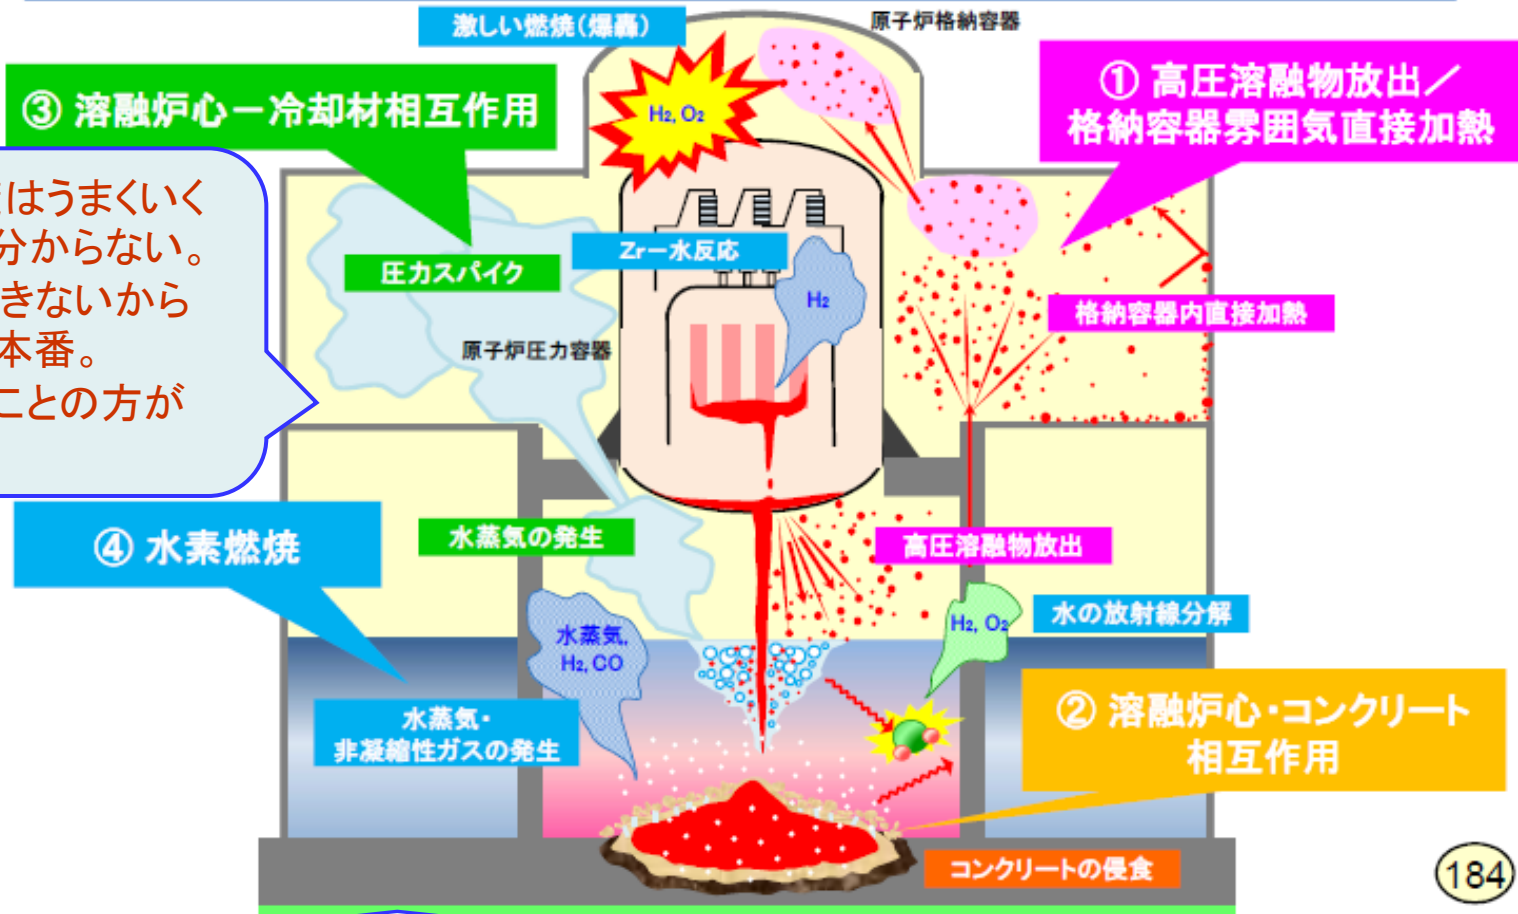 激しい燃焼(爆轟)
原子炉格納容器
① 高圧溶融物放出/
格納容器雰囲気直接加熱
③ 溶融炉心-冷却材相互作用
H₂, O₂
はうまくいく
分からない。
きないから
本番。
ことの方が
Zr-水反応
圧力スパイク
H₂
格納容器内直接加熱
原子炉圧力容器
④ 水素燃焼
水蒸気の発生
高圧溶融物放出
水蒸気,
H₂, CO
H₂, O₂
水の放射線分解
水蒸気・
非凝縮性ガスの発生
② 溶融炉心・コンクリート
相互作用
コンクリートの侵食
184